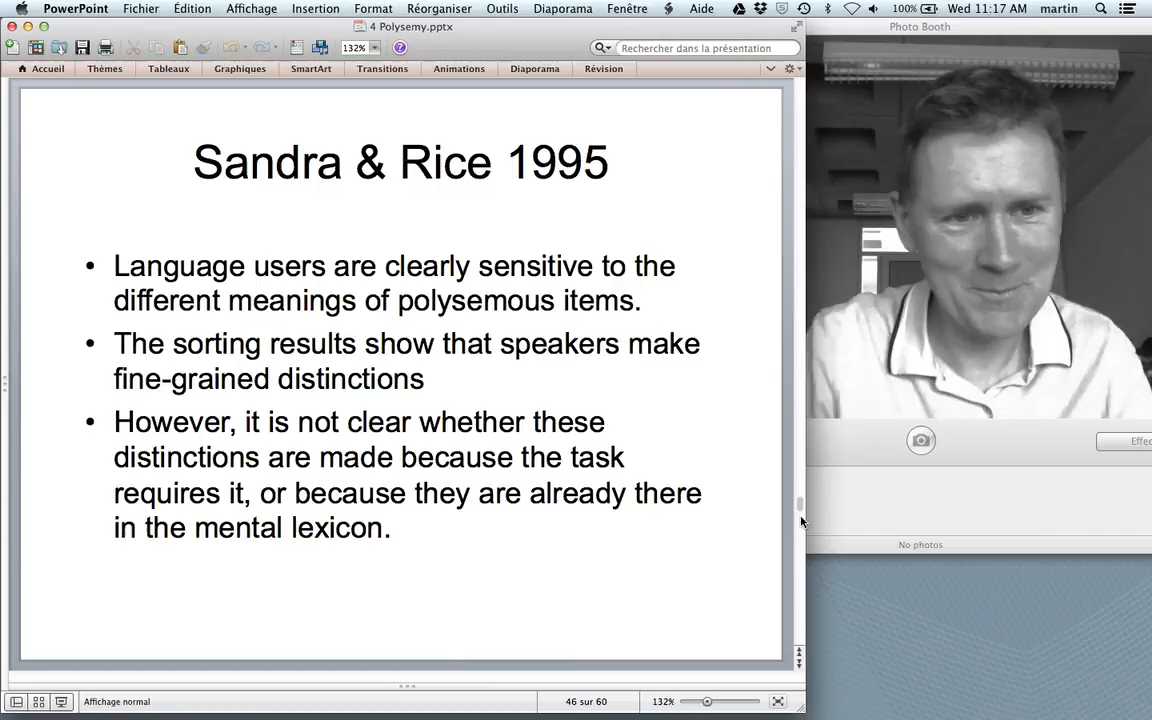 PowerPoint Fichier Édition Affichage Insertion Format Réorganiser Outils Diaporama Fenêtre Aide 100% Wed 11:17 AM martin
4 Polysemy.pptx
Photo Booth
132%
Rechercher dans la présentation
Accueil Thèmes Tableaux Graphiques SmartArt Transitions Animations Diaporama Révision
Sandra & Rice 1995
• Language users are clearly sensitive to the
different meanings of polysemous items.
• The sorting results show that speakers make
fine-grained distinctions
• However, it is not clear whether these
distinctions are made because the task
requires it, or because they are already there
in the mental lexicon.
Effec
No photos
Affichage normal 46 sur 60 132%